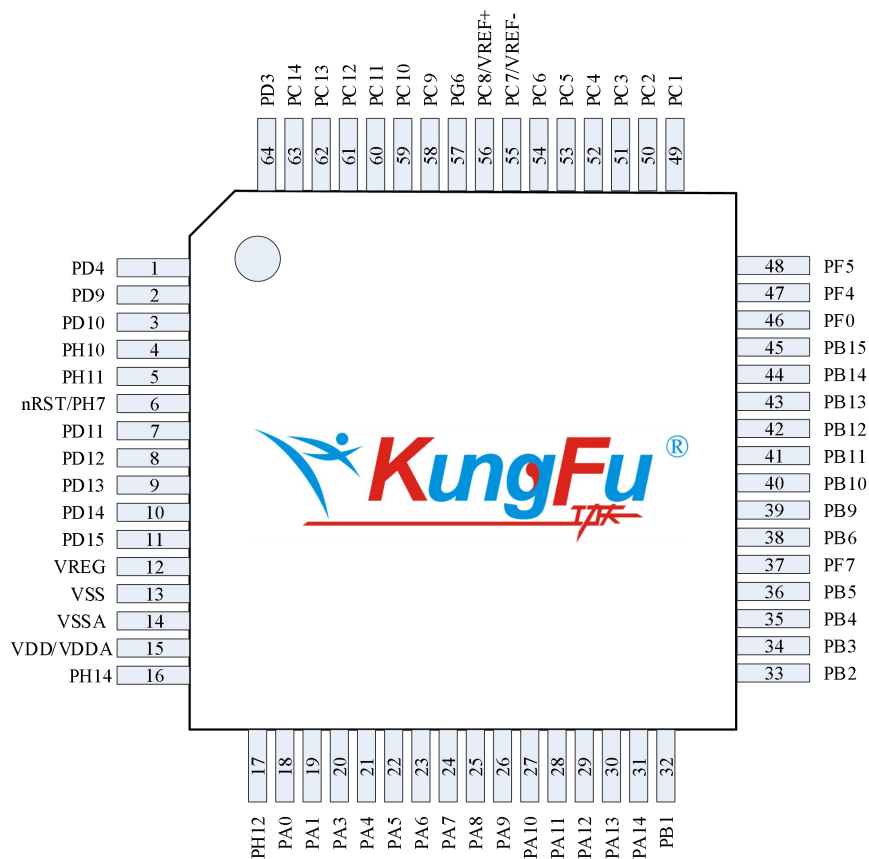 PD3 PC14 PC13 PC12 PC11 PC10 PC9 PG6 PC8/VREF+ PC7/VREF- PC6 PC5 PC4 PC3 PC2 PC1
64 63 62 61 60 59 58 57 56 55 54 53 52 51 50 49
PD4 1
PD9 2
PD10 3
PH10 4
PH11 5
nRST/PH7 6
PD11 7
PD12 8
PD13 9
PD14 10
PD15 11
VREG 12
VSS 13
VSSA 14
VDD/VDDA 15
PH14 16
KungFu®
功夫
48 PF5
47 PF4
46 PF0
45 PB15
44 PB14
43 PB13
42 PB12
41 PB11
40 PB10
39 PB9
38 PB6
37 PF7
36 PB5
35 PB4
34 PB3
33 PB2
17 18 19 20 21 22 23 24 25 26 27 28 29 30 31 32
PH12 PA0 PA1 PA3 PA4 PA5 PA6 PA7 PA8 PA9 PA10 PA11 PA12 PA13 PA14 PB1